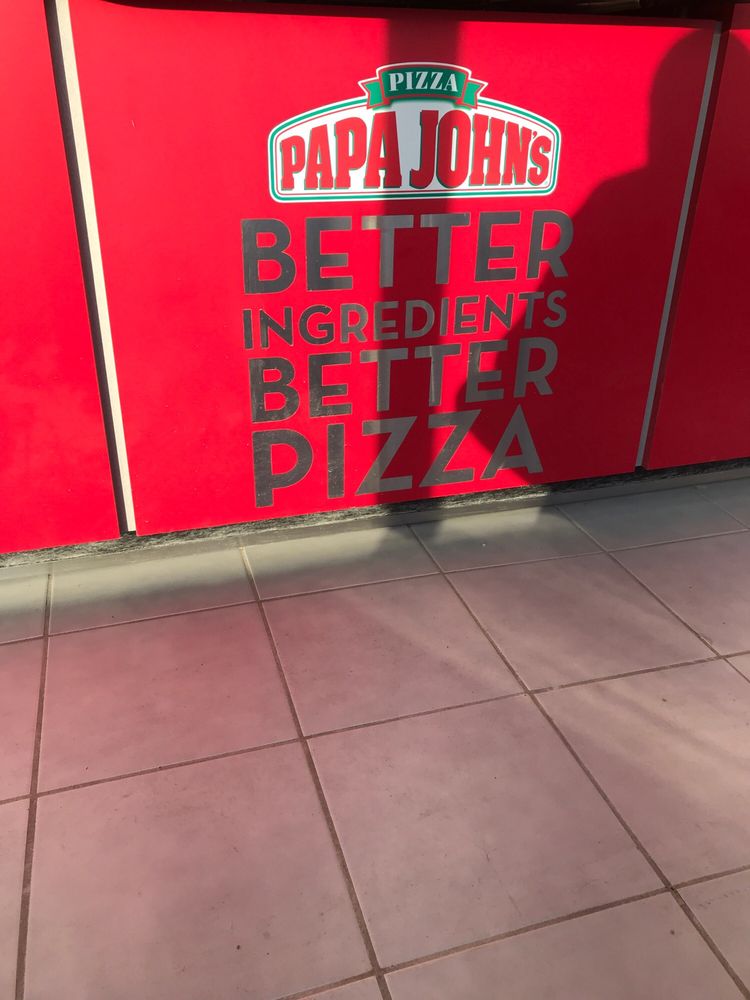 PIZZA
PAPA JOHN'S
BETTER
INGREDIENTS
BETTER
PIZZA